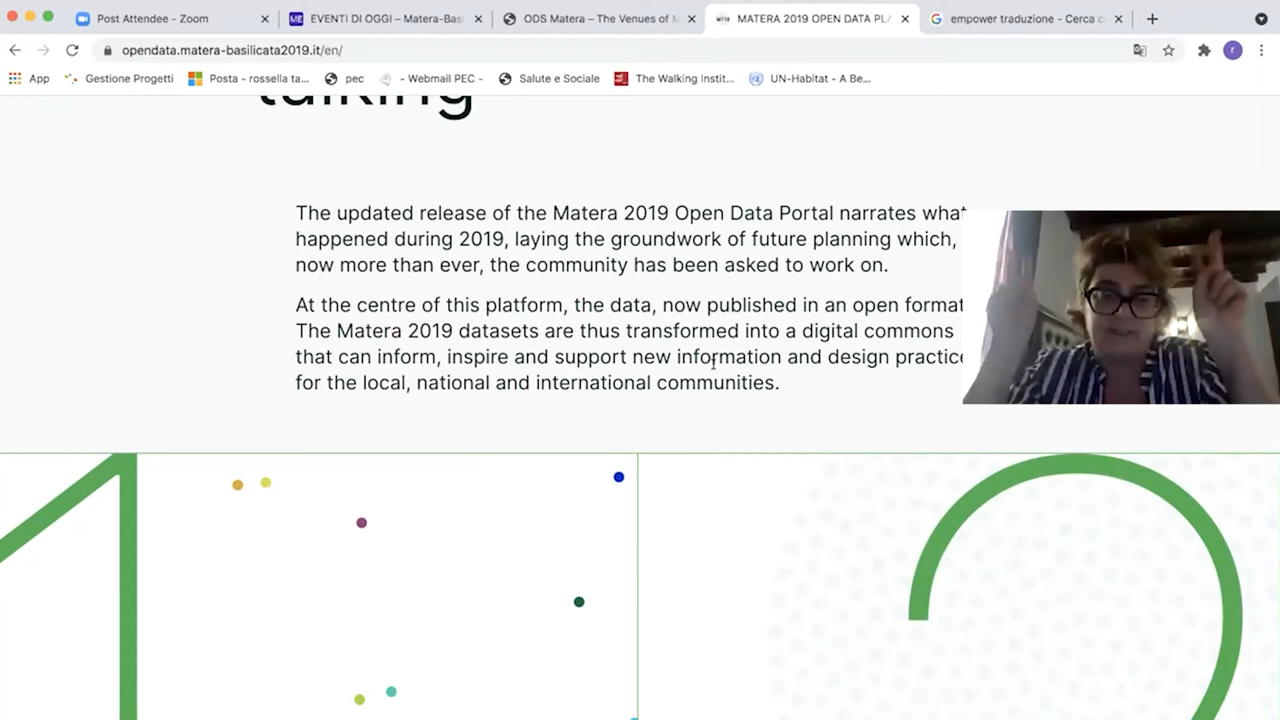 Post Attendee - Zoom
EVENTI DI OGGI – Matera-Basi
ODS Matera – The Venues of M
MATERA 2019 OPEN DATA PLA
empower traduzione - Cerca c
opendata.matera-basilicata2019.it/en/
r
App
Gestione Progetti
Posta - rossella ta...
pec
- Webmail PEC -
Salute e Sociale
The Walking Instit...
UN-Habitat - A Be...
talking
The updated release of the Matera 2019 Open Data Portal narrates what
happened during 2019, laying the groundwork of future planning which,
now more than ever, the community has been asked to work on.
At the centre of this platform, the data, now published in an open format
The Matera 2019 datasets are thus transformed into a digital commons
that can inform, inspire and support new information and design practice
for the local, national and international communities.
1
2